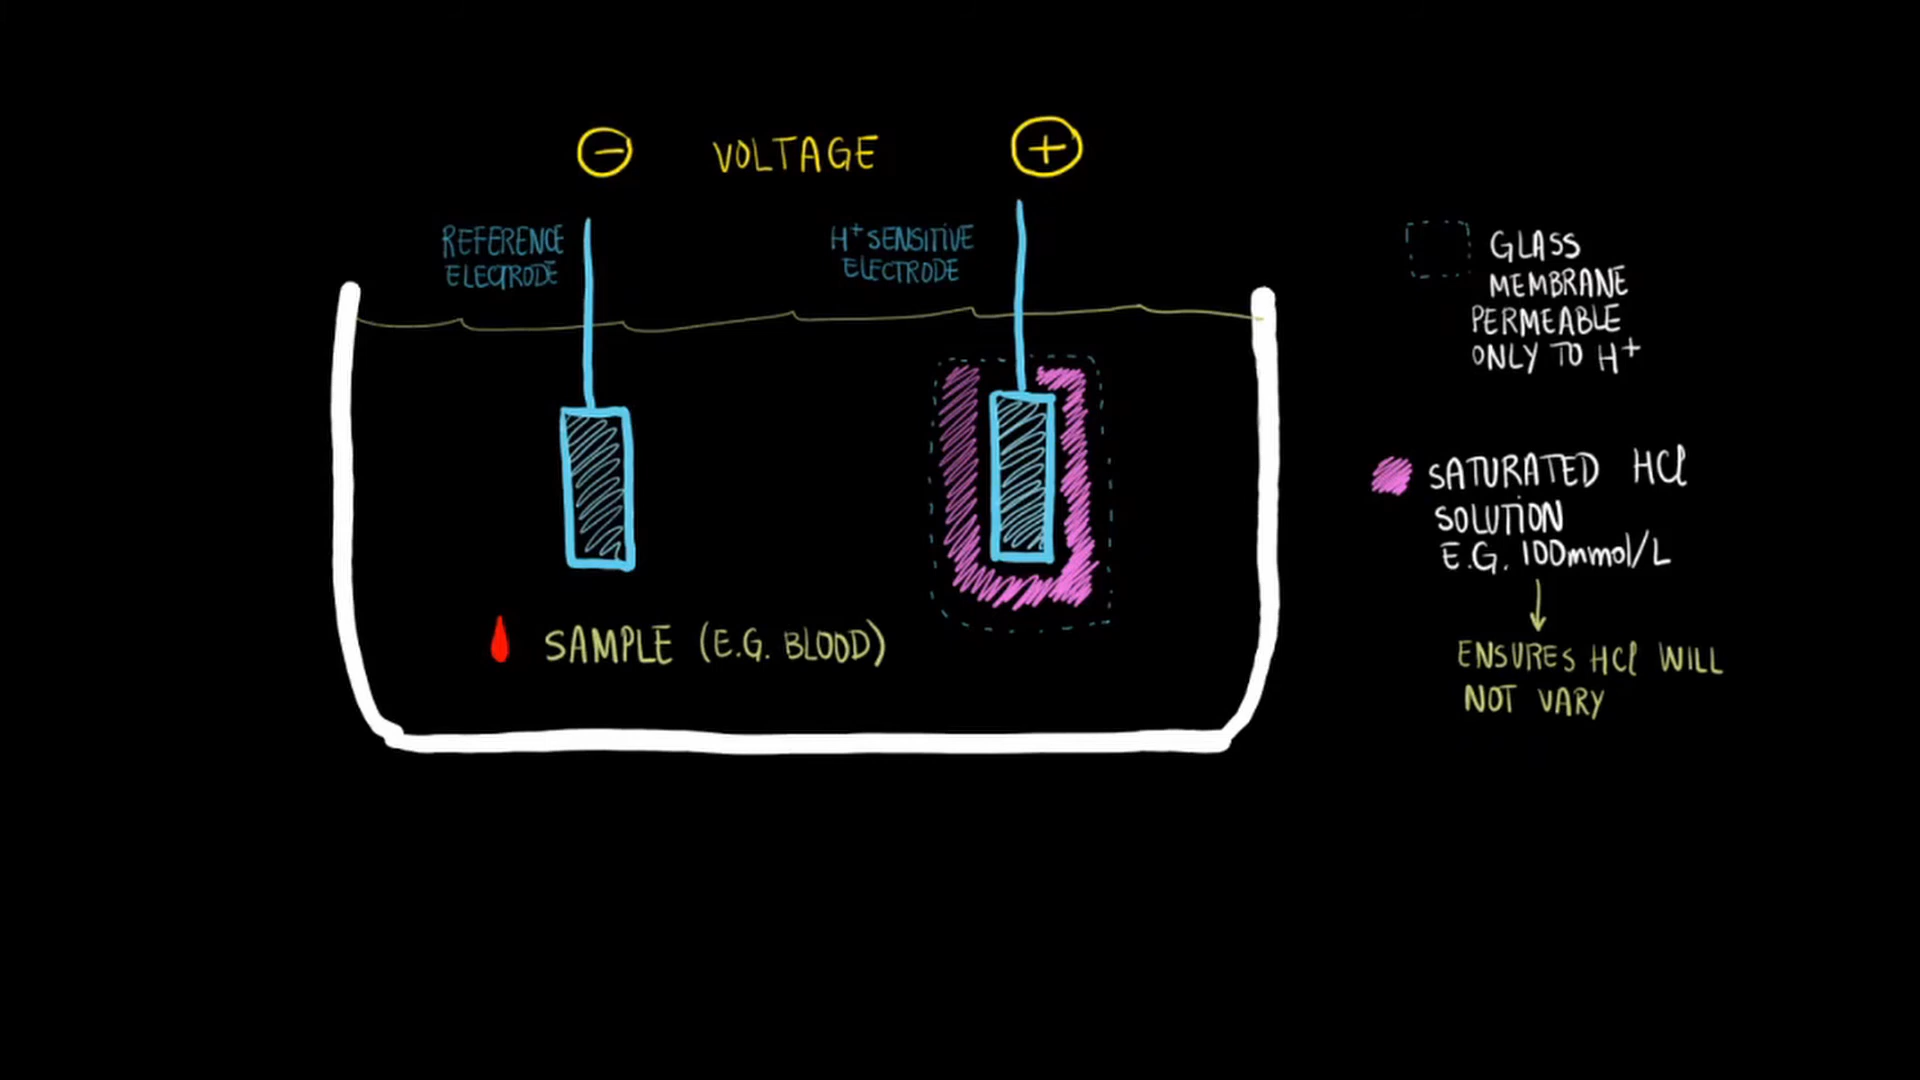 − VOLTAGE +
REFERENCE
ELECTRODE
H+ SENSITIVE
ELECTRODE
SAMPLE (E.G. BLOOD)
GLASS
MEMBRANE
PERMEABLE
ONLY TO H+
SATURATED HCl
SOLUTION
E.G. 100mmol/L
↓
ENSURES HCl WILL
NOT VARY